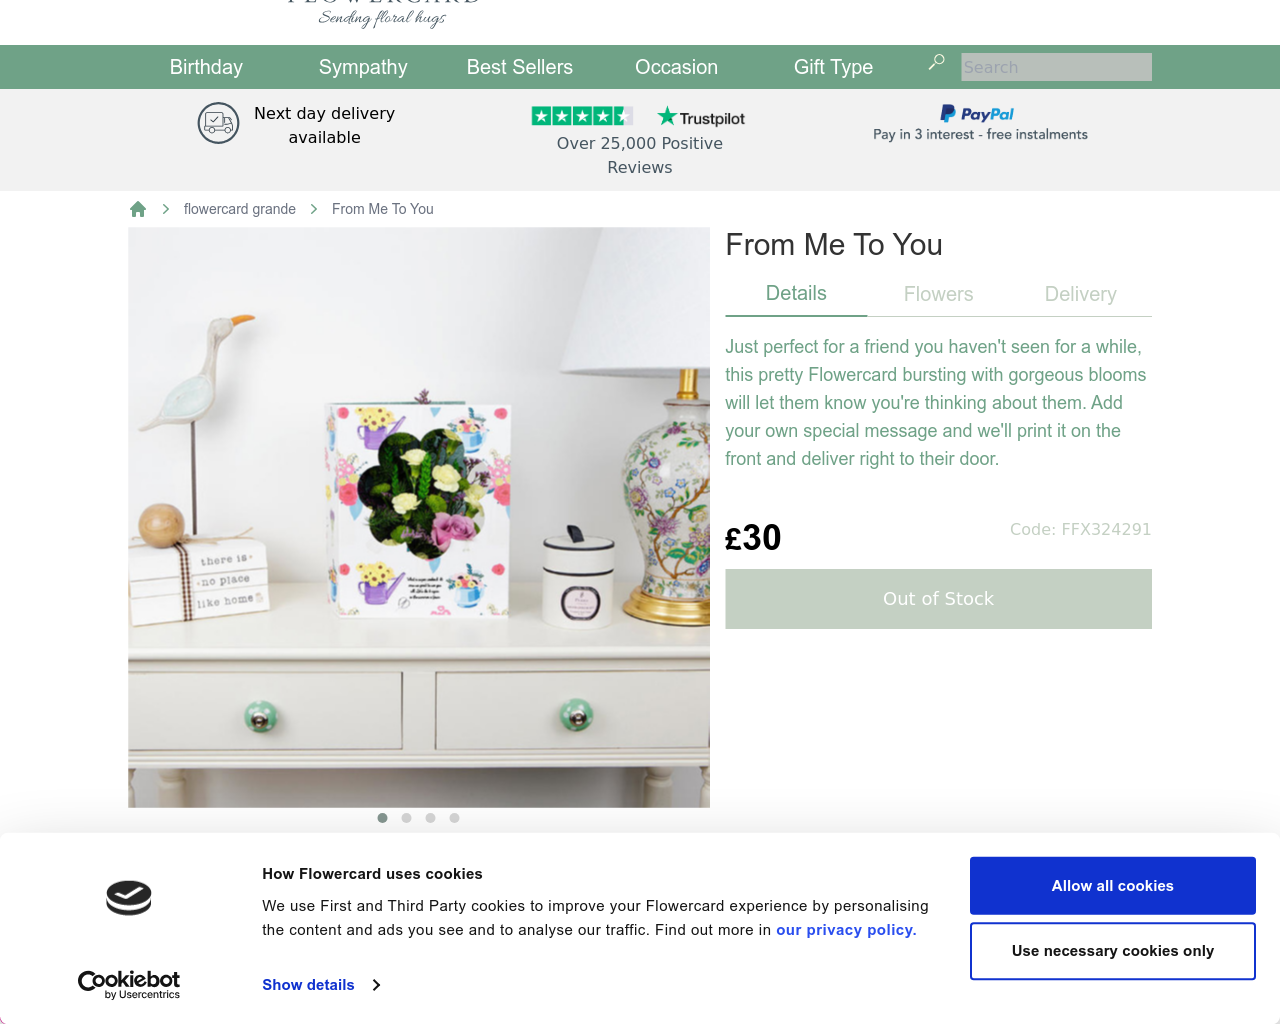 Sending floral hugs
Birthday
Sympathy
Best Sellers
Occasion
Gift Type
Search
Next day delivery
available
Trustpilot
Over 25,000 Positive
Reviews
PayPal
Pay in 3 interest - free instalments
flowercard grande
From Me To You
there is
no place
like home
From Me To You
Details
Flowers
Delivery
Just perfect for a friend you haven't seen for a while,
this pretty Flowercard bursting with gorgeous blooms
will let them know you're thinking about them. Add
your own special message and we'll print it on the
front and deliver right to their door.
£30
Code: FFX324291
Out of Stock
How Flowercard uses cookies
We use First and Third Party cookies to improve your Flowercard experience by personalising
the content and ads you see and to analyse our traffic. Find out more in our privacy policy.
Show details
Cookiebot
by Usercentrics
Allow all cookies
Use necessary cookies only